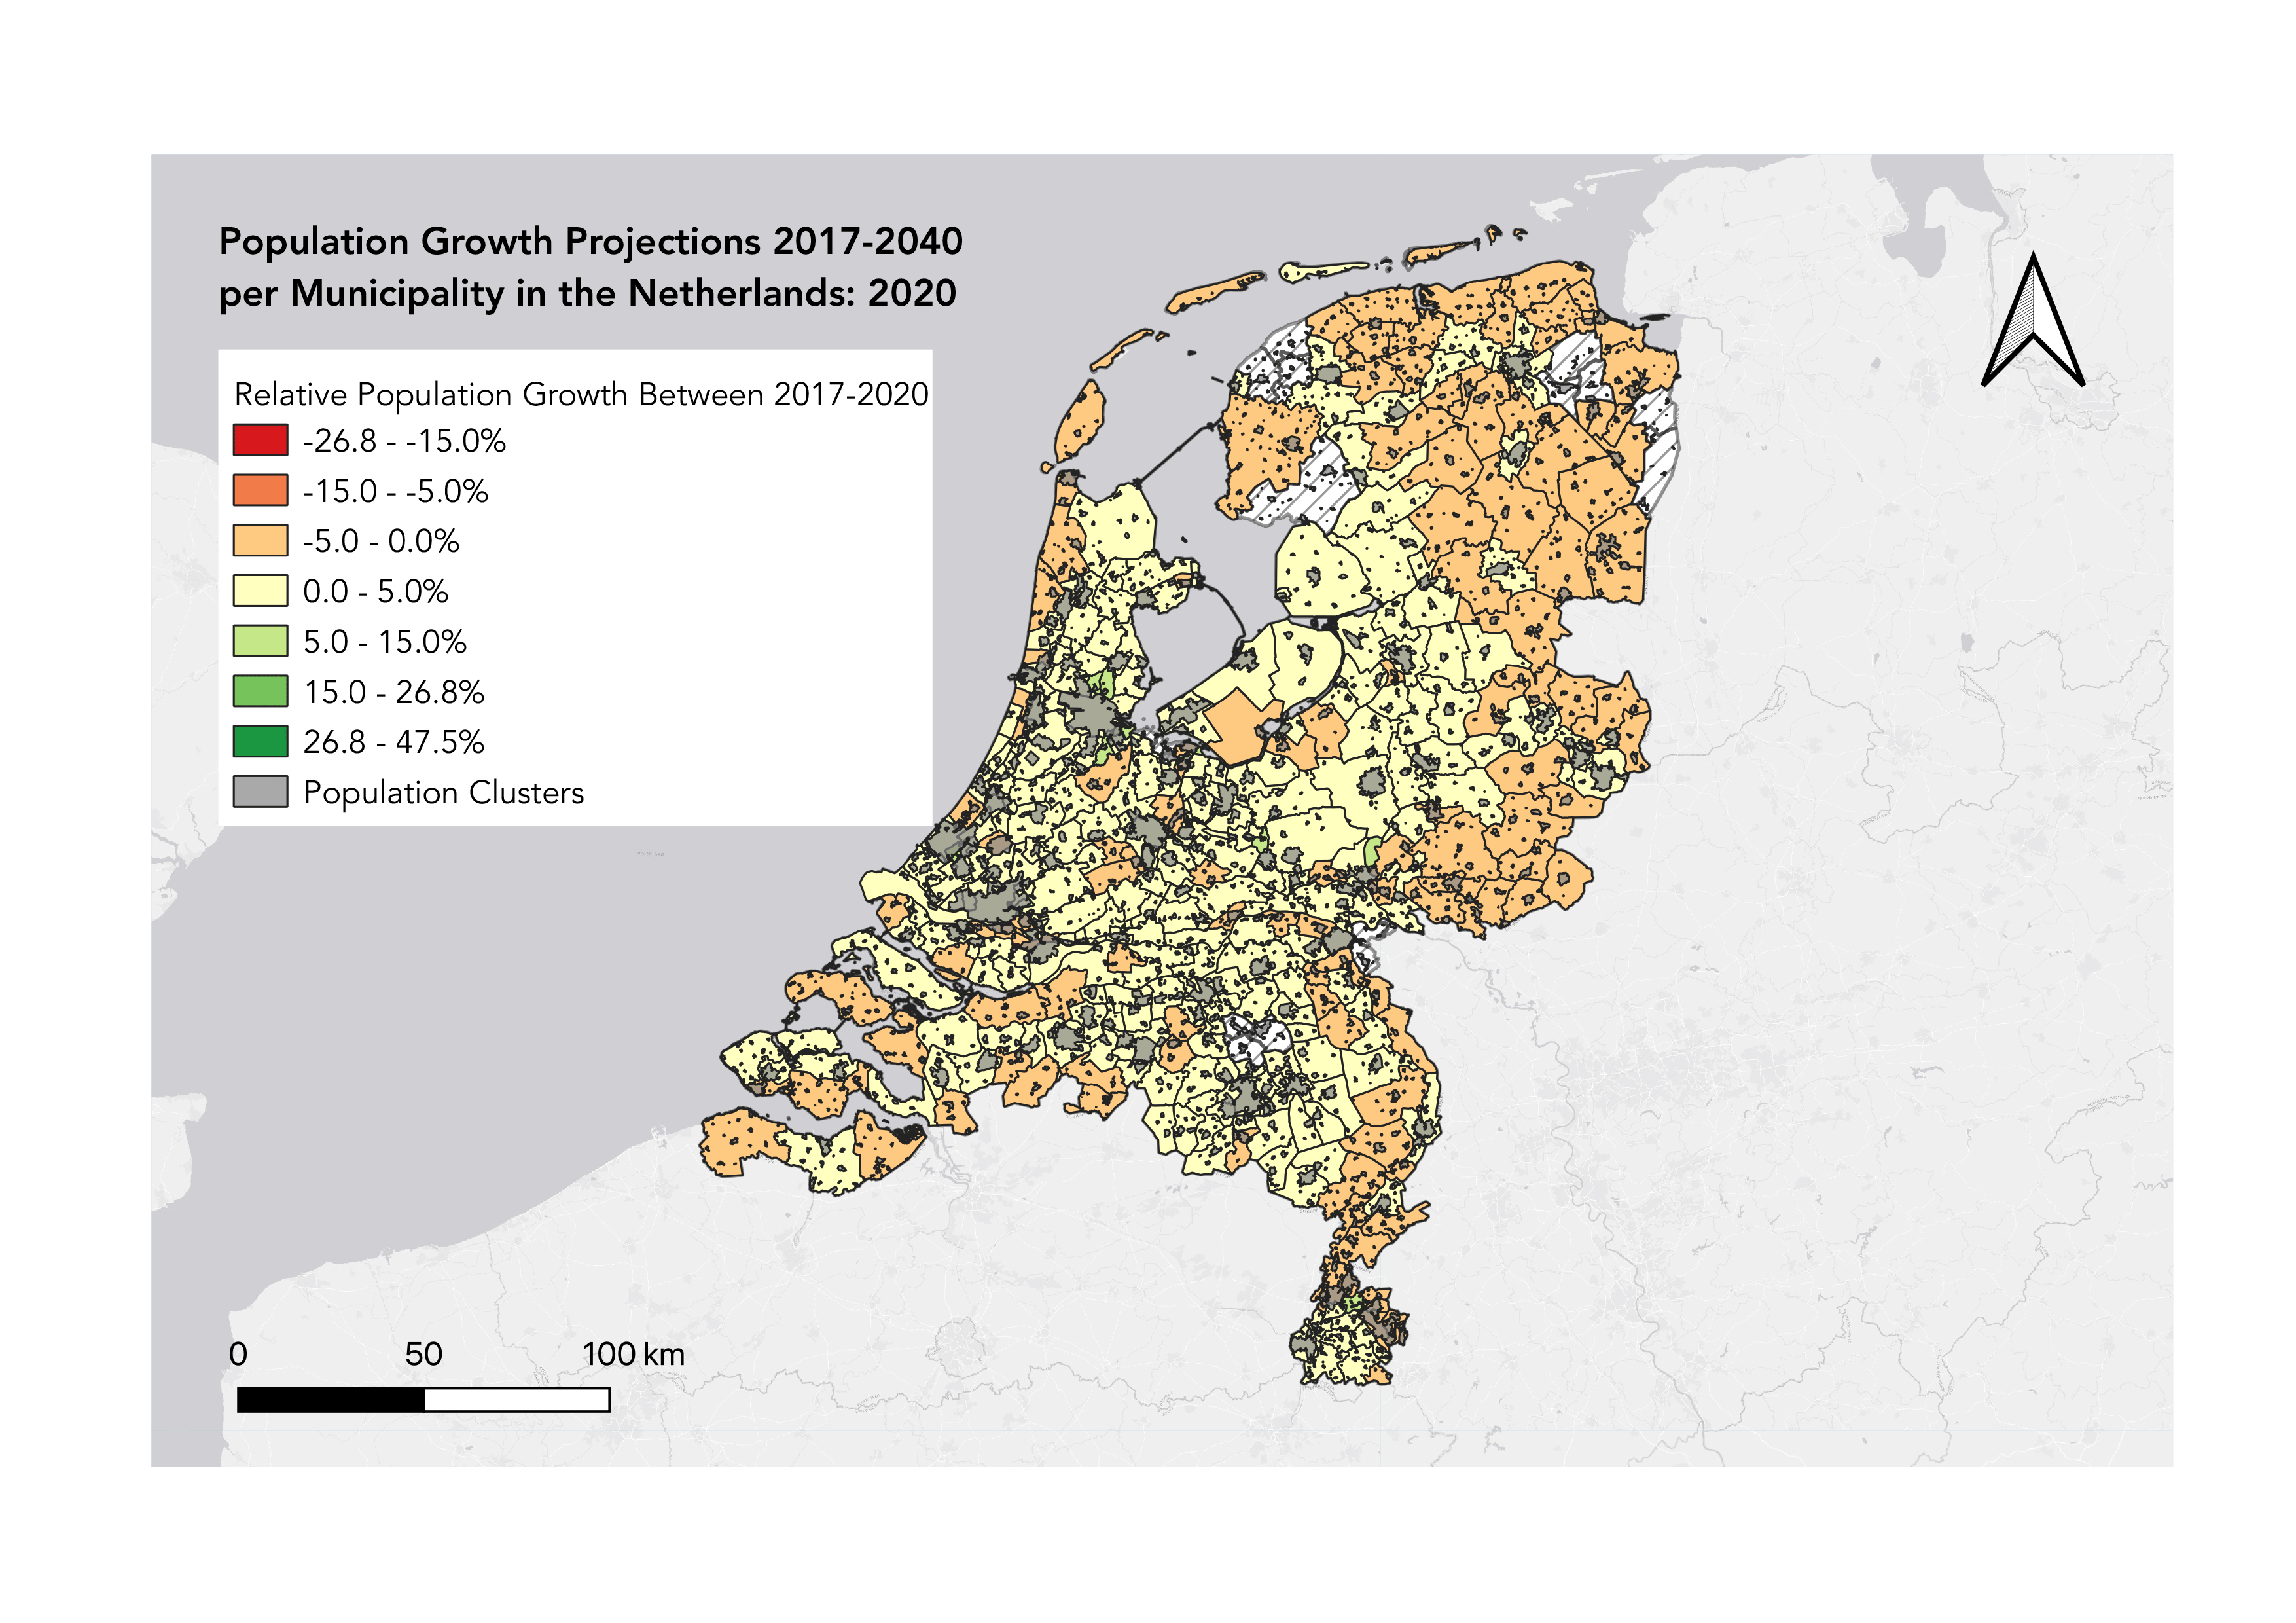 Population Growth Projections 2017-2040
per Municipality in the Netherlands: 2020
Relative Population Growth Between 2017-2020
-26.8 - -15.0%
-15.0 - -5.0%
-5.0 - 0.0%
0.0 - 5.0%
5.0 - 15.0%
15.0 - 26.8%
26.8 - 47.5%
Population Clusters
0 50 100 km